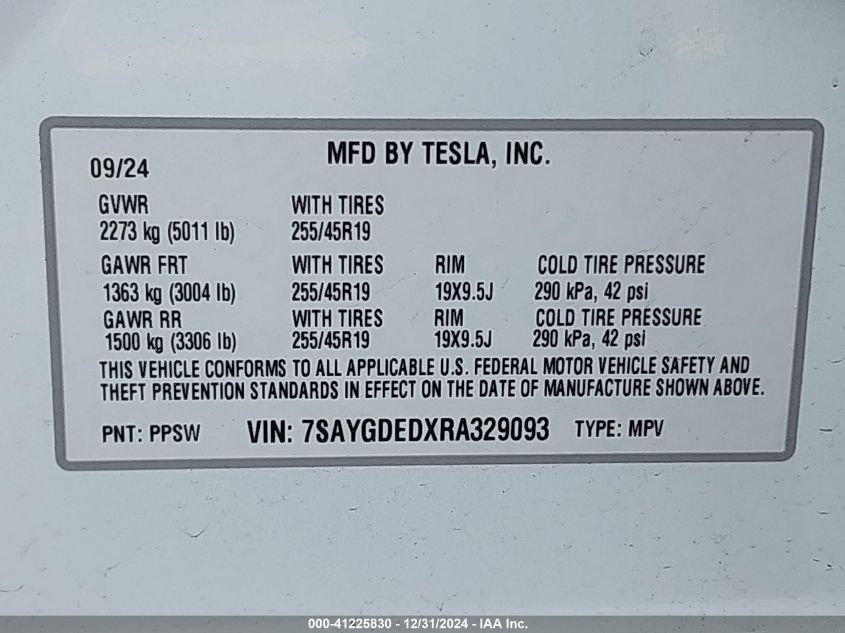 MFD BY TESLA, INC.
09/24
GVWR WITH TIRES
2273 kg (5011 lb) 255/45R19
GAWR FRT WITH TIRES RIM COLD TIRE PRESSURE
1363 kg (3004 lb) 255/45R19 19X9.5J 290 kPa, 42 psi
GAWR RR WITH TIRES RIM COLD TIRE PRESSURE
1500 kg (3306 lb) 255/45R19 19X9.5J 290 kPa, 42 psi
THIS VEHICLE CONFORMS TO ALL APPLICABLE U.S. FEDERAL MOTOR VEHICLE SAFETY AND
THEFT PREVENTION STANDARDS IN EFFECT ON THE DATE OF MANUFACTURE SHOWN ABOVE.
PNT: PPSW VIN: 7SAYGDEDXRA329093 TYPE: MPV
000-41225830 - 12/31/2024 - IAA Inc.